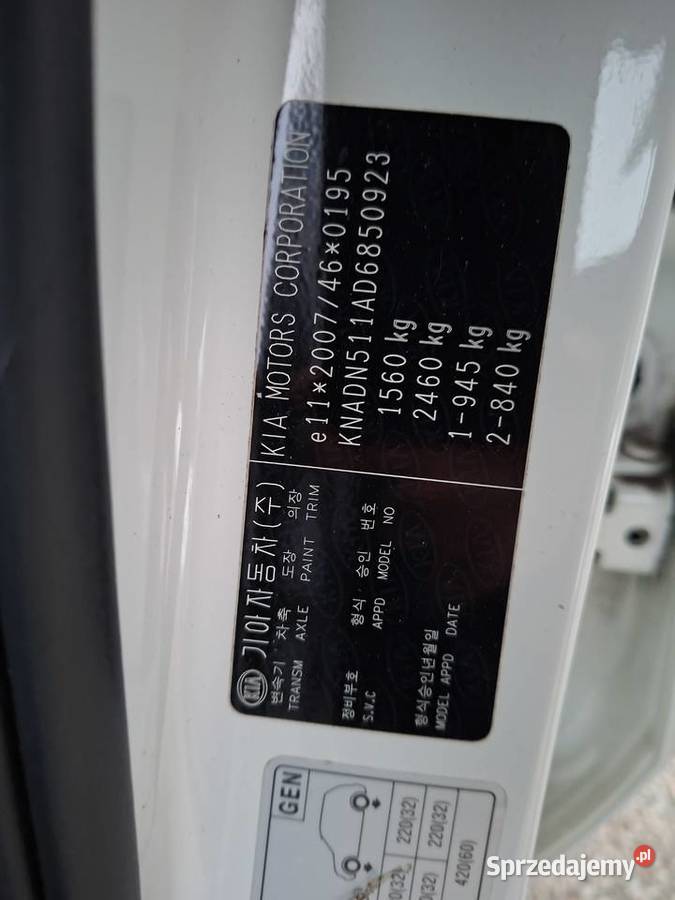 KIA 기아자동차(주) KIA MOTORS CORPORATION
변속기 차축 도장 의장
TRANSM AXLE PAINT TRIM
e11*2007/46*0195
KNADN511AD6850923
정비부호 형식 승인 번호
S.V.C APPD MODEL NO
1560 kg
2460 kg
형식승인년월일
MODEL APPD DATE
1-945 kg
2-840 kg
GEN
220(32)
220(32)
420(60)
Sprzedajemy.pl